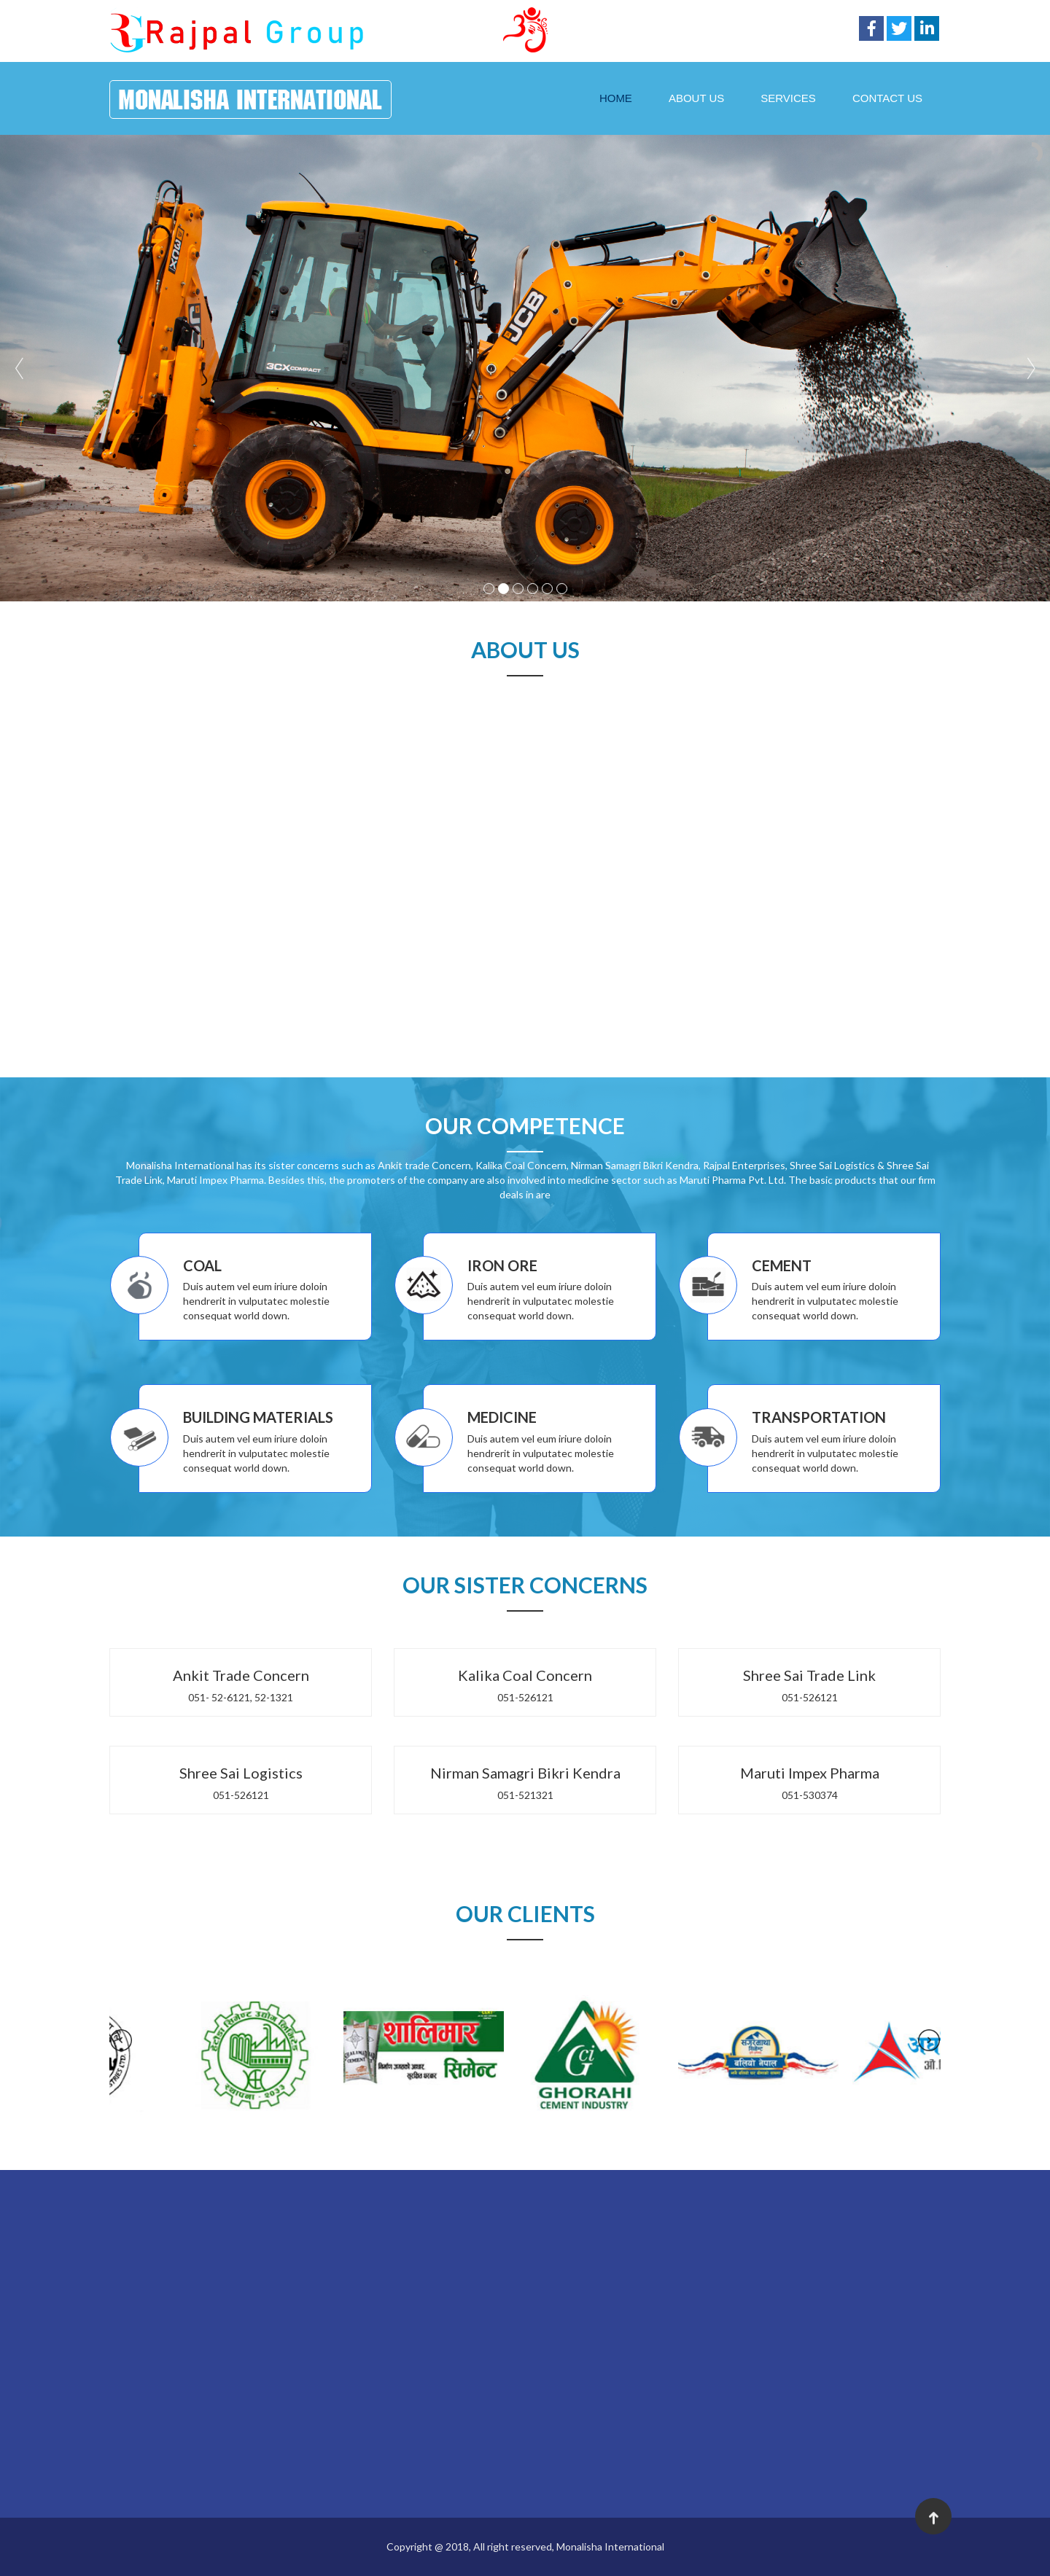 Rajpal Group
MONALISHA INTERNATIONAL
HOME
ABOUT US
SERVICES
CONTACT US
JCB
3CX COMPACT
ABOUT US
OUR COMPETENCE
Monalisha International has its sister concerns such as Ankit trade Concern, Kalika Coal Concern, Nirman Samagri Bikri Kendra, Rajpal Enterprises, Shree Sai Logistics & Shree Sai
Trade Link, Maruti Impex Pharma. Besides this, the promoters of the company are also involved into medicine sector such as Maruti Pharma Pvt. Ltd. The basic products that our firm
deals in are
COAL
Duis autem vel eum iriure doloin
hendrerit in vulputatec molestie
consequat world down.
IRON ORE
Duis autem vel eum iriure doloin
hendrerit in vulputatec molestie
consequat world down.
CEMENT
Duis autem vel eum iriure doloin
hendrerit in vulputatec molestie
consequat world down.
BUILDING MATERIALS
Duis autem vel eum iriure doloin
hendrerit in vulputatec molestie
consequat world down.
MEDICINE
Duis autem vel eum iriure doloin
hendrerit in vulputatec molestie
consequat world down.
TRANSPORTATION
Duis autem vel eum iriure doloin
hendrerit in vulputatec molestie
consequat world down.
OUR SISTER CONCERNS
Ankit Trade Concern
051- 52-6121, 52-1321
Kalika Coal Concern
051-526121
Shree Sai Trade Link
051-526121
Shree Sai Logistics
051-526121
Nirman Samagri Bikri Kendra
051-521321
Maruti Impex Pharma
051-530374
OUR CLIENTS
शालिमार
सिमेन्ट
GCi
GHORAHI
CEMENT INDUSTRY
बलियो नेपाल
Copyright @ 2018, All right reserved, Monalisha International